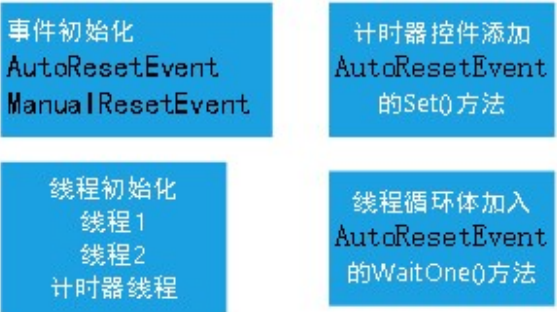 事件初始化
AutoResetEvent
ManualResetEvent
计时器控件添加
AutoResetEvent
的Set()方法
线程初始化
线程1
线程2
计时器线程
线程循环体加入
AutoResetEvent
的WaitOne()方法